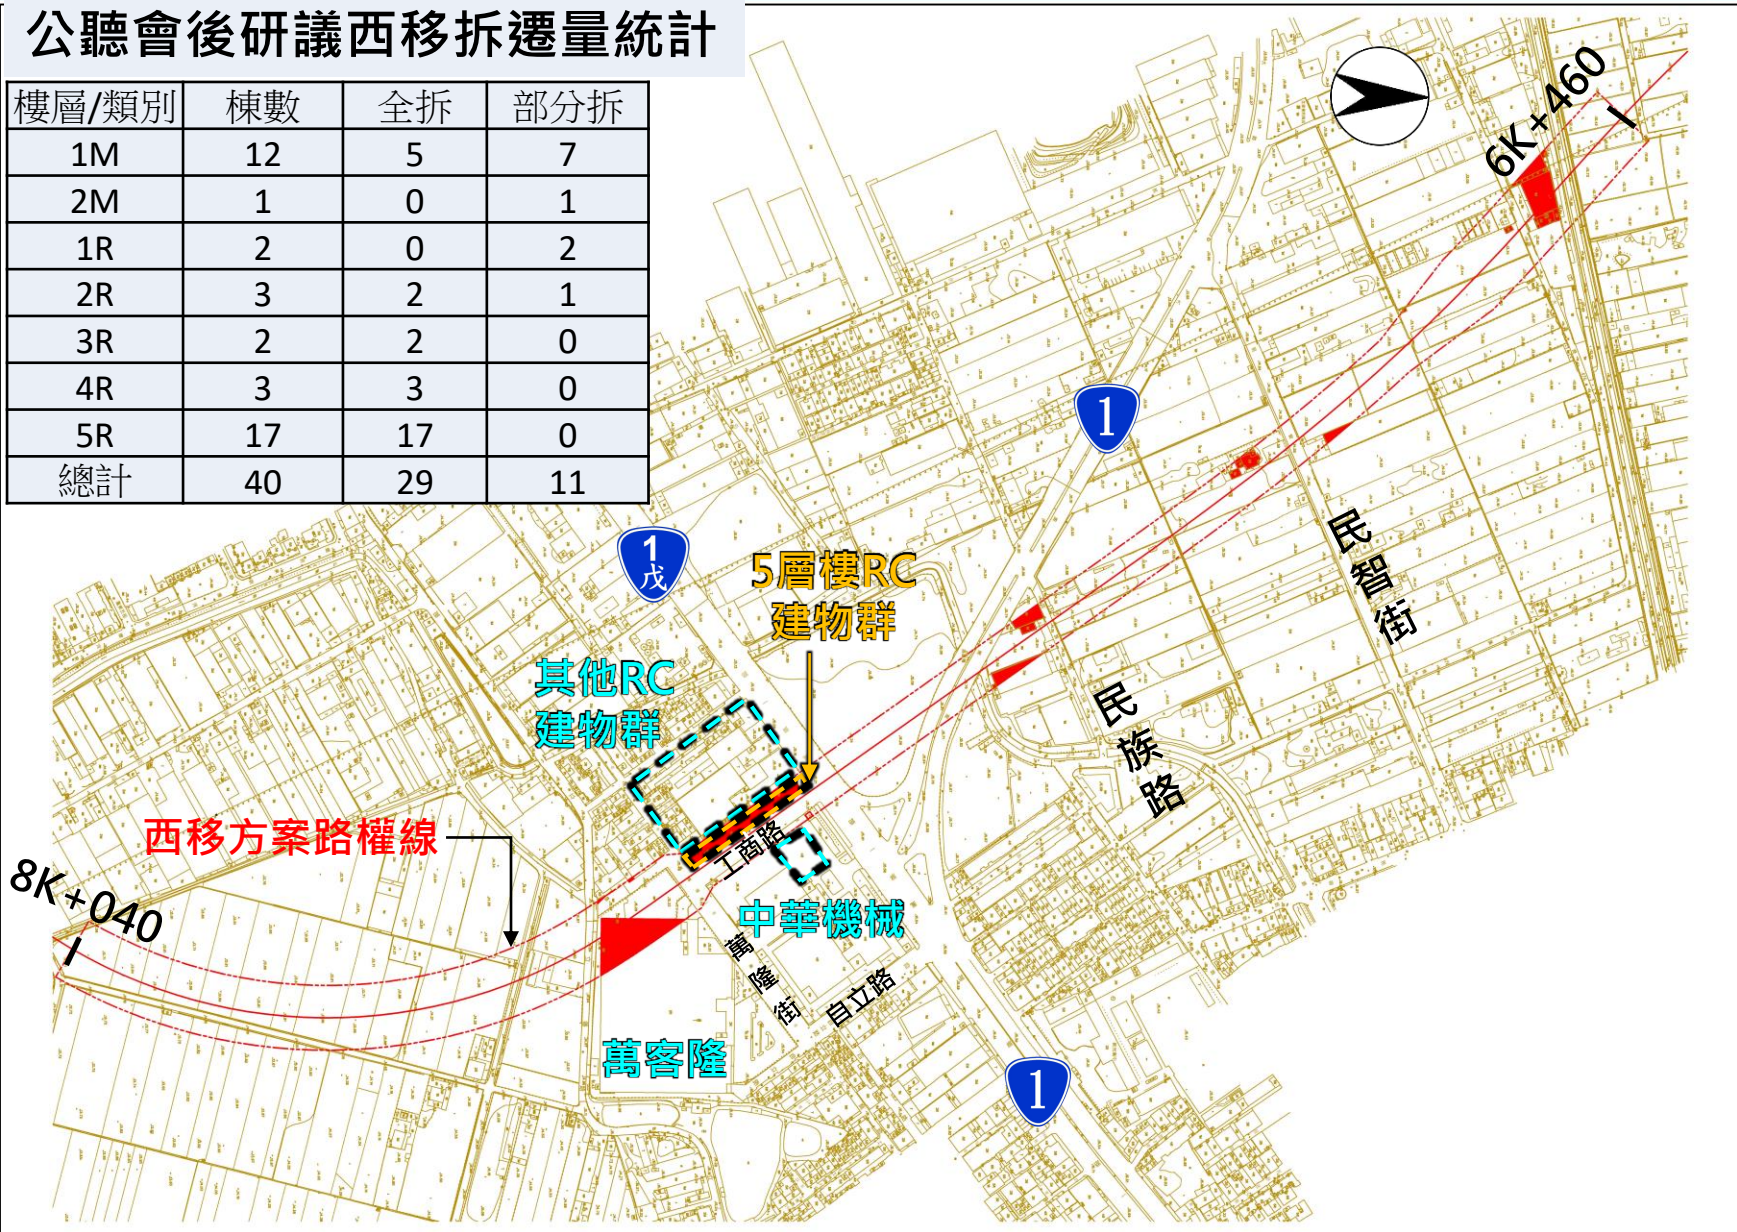 公聽會後研議西移拆遷量統計
樓層/類別 棟數 全拆 部分拆
1M 12 5 7
2M 1 0 1
1R 2 0 2
2R 3 2 1
3R 2 2 0
4R 3 3 0
5R 17 17 0
總計 40 29 11
6K+460
1
1
戊
5層樓RC
建物群
其他RC
建物群
民智街
民族路
西移方案路權線
工商路
8K+040
中華機械
萬隆街
自立路
萬客隆
1